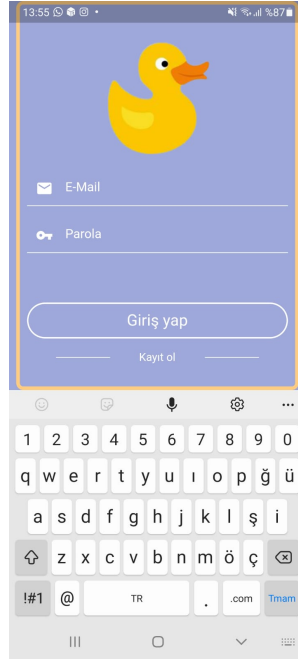 13:55 %87
E-Mail
Parola
Giriş yap
Kayıt ol
1 2 3 4 5 6 7 8 9 0
q w e r t y u ı o p ğ ü
a s d f g h j k l ş i
z x c v b n m ö ç
!#1 @ TR . .com Tmam